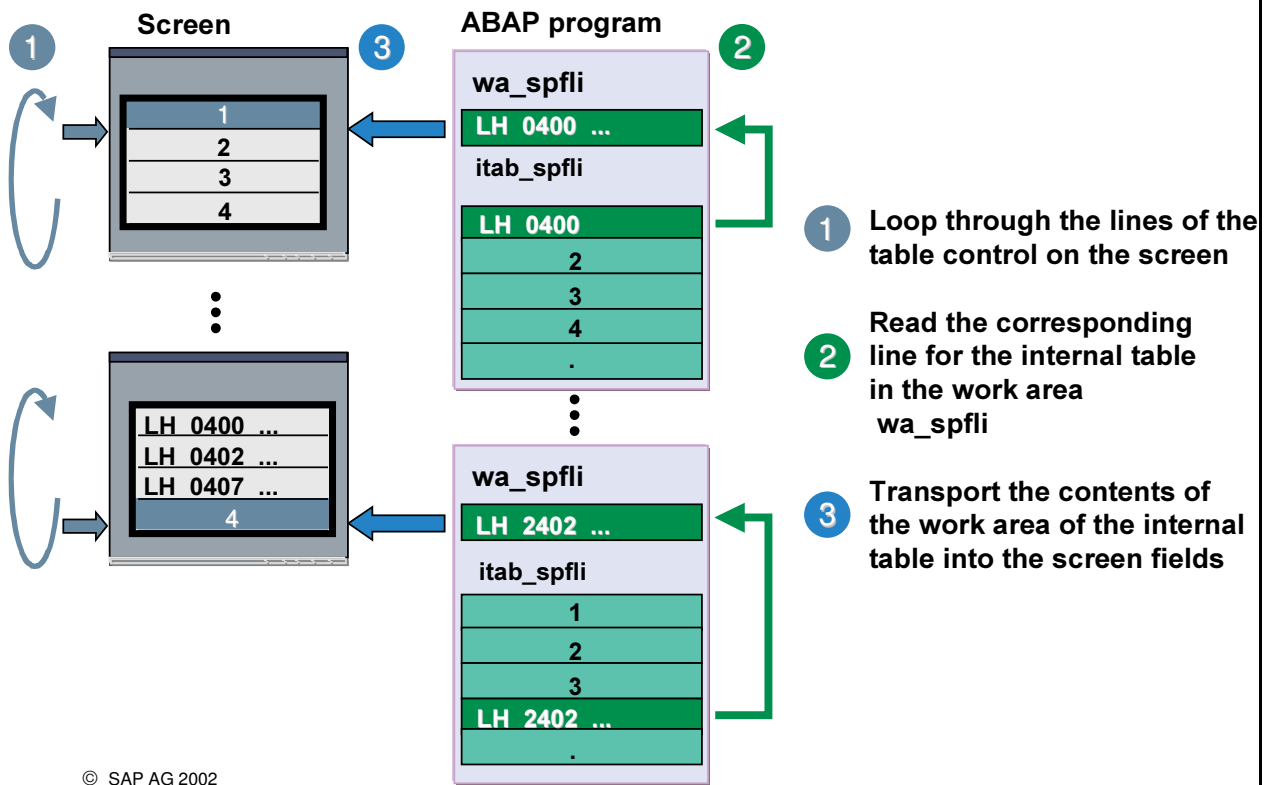 Screen
ABAP program
1
3
2
1
2
3
4
wa_spfli
LH 0400 ...
itab_spfli
LH 0400
2
3
4
.
1
Loop through the lines of the
table control on the screen
2
Read the corresponding
line for the internal table
in the work area
wa_spfli
3
Transport the contents of
the work area of the internal
table into the screen fields
LH 0400 ...
LH 0402 ...
LH 0407 ...
4
wa_spfli
LH 2402 ...
itab_spfli
1
2
3
LH 2402 ...
.
© SAP AG 2002